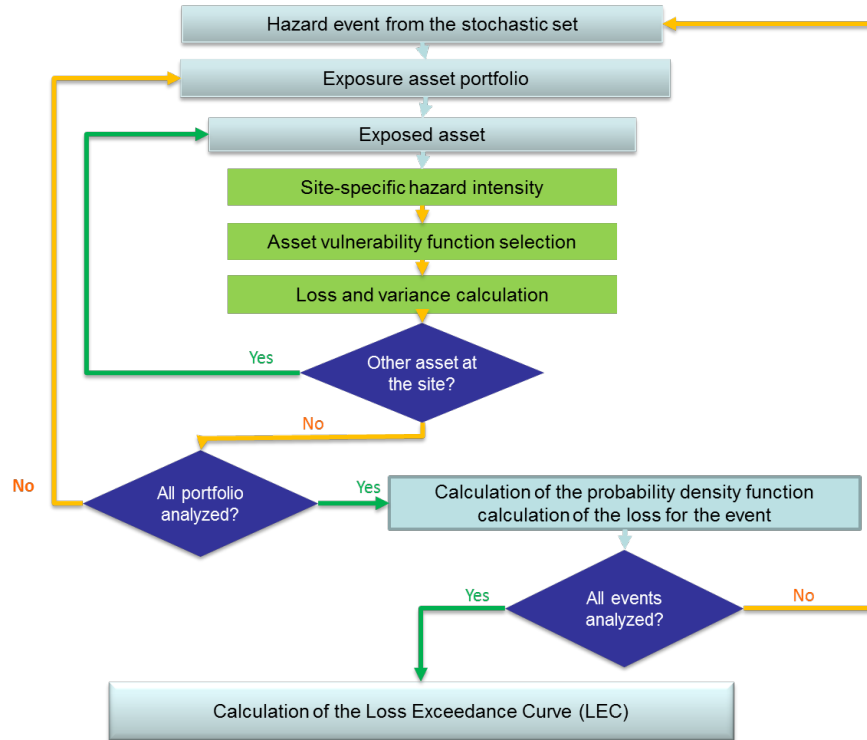 Hazard event from the stochastic set
Exposure asset portfolio
Exposed asset
Site-specific hazard intensity
Asset vulnerability function selection
Loss and variance calculation
Yes
Other asset at
the site?
No
No
All portfolio
analyzed?
Yes
Calculation of the probability density function
calculation of the loss for the event
Yes
All events
analyzed?
No
Calculation of the Loss Exceedance Curve (LEC)